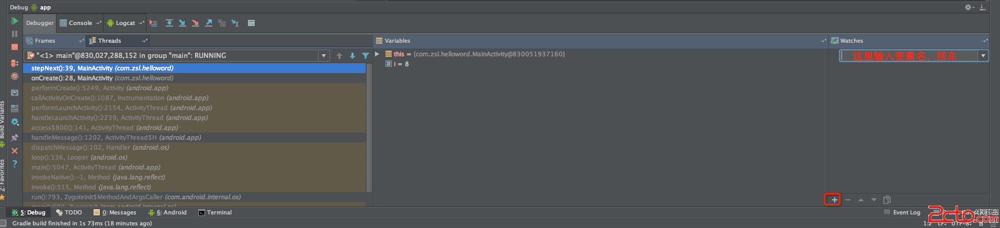 Debug app
Debugger Console Logcat
Frames Threads Variables Watches
"<1> main"@830,027,288,152 in group "main": RUNNING
this = {com.zsl.helloword.MainActivity@830051937160}
这里输入变量名，回车
i = 8
stepNext():39, MainActivity (com.zsl.helloword)
onCreate():28, MainActivity (com.zsl.helloword)
performCreate():5249, Activity (android.app)
callActivityOnCreate():1087, Instrumentation (android.app)
performLaunchActivity():2154, ActivityThread (android.app)
handleLaunchActivity():2239, ActivityThread (android.app)
access$800():141, ActivityThread (android.app)
handleMessage():1202, ActivityThread$H (android.app)
dispatchMessage():102, Handler (android.os)
loop():136, Looper (android.os)
main():5047, ActivityThread (android.app)
invokeNative():-1, Method (java.lang.reflect)
invoke():515, Method (java.lang.reflect)
run():793, ZygoteInit$MethodAndArgsCaller (com.android.internal.os)
Build Variants
2: Favorites
5: Debug TODO 0: Messages 6: Android Terminal Event Log
Gradle build finished in 1s 73ms (18 minutes ago)
1:2 LF UTF-8
2cto.com